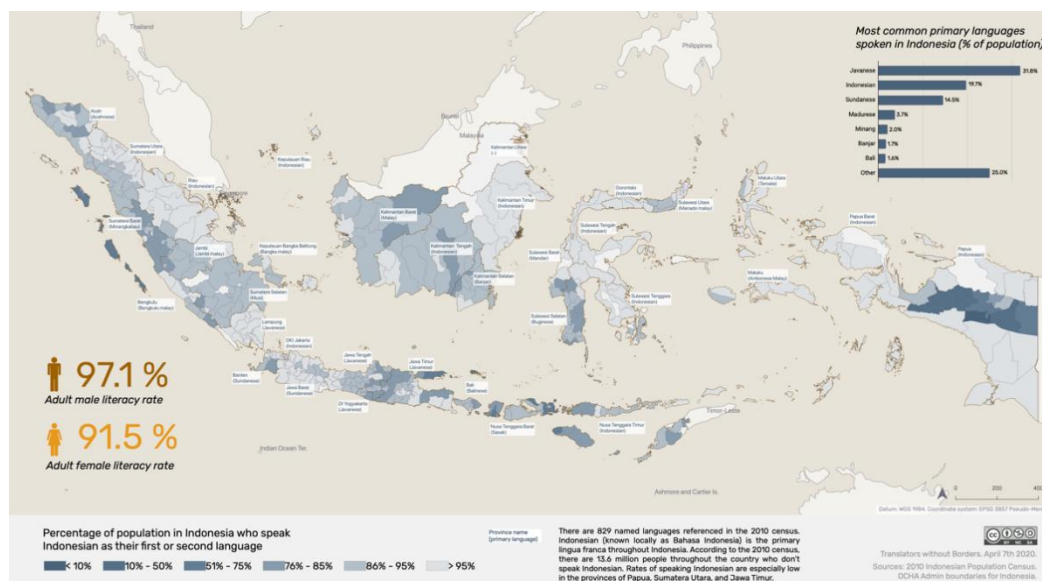 Thailand
Philippines
Brunei
Malaysia
Indian Ocean Ter.
Timor-Leste
Ashmore and Cartier Is.
Most common primary languages
spoken in Indonesia (% of population)
Javanese 31.8%
Indonesian 19.7%
Sundanese 14.5%
Madurese 3.7%
Minang 2.0%
Banjar 1.7%
Bali 1.6%
Other 25.0%
Aceh
Sumatera Utara
(Indonesian)
Riau
(Indonesian)
Kepulauan Riau
(Indonesian)
Sumatera Barat
(Minangkabau)
Jambi
(Jambi malay)
Kepulauan Bangka Belitung
(Bangka malay)
Sumatera Selatan
(Musi)
Bengkulu
(Bengkulu malay)
Lampung
(Javanese)
DKI Jakarta
(Indonesian)
Banten
(Sundanese)
Jawa Barat
(Sundanese)
Jawa Tengah
(Javanese)
DI Yogyakarta
(Javanese)
Jawa Timur
(Javanese)
Bali
(Balinese)
Nusa Tenggara Barat
(Sasak)
Nusa Tenggara Timur
(Indonesian)
Kalimantan Barat
(Malay)
Kalimantan Tengah
(Indonesian)
Kalimantan Selatan
(Banjar)
Kalimantan Timur
(Indonesian)
Kalimantan Utara
(-)
Gorontalo
(Indonesian)
Sulawesi Utara
(Manado malay)
Sulawesi Tengah
(Indonesian)
Sulawesi Barat
(Mandar)
Sulawesi Selatan
(Buginese)
Sulawesi Tenggara
(Indonesian)
Maluku Utara
(Ternate)
Maluku
(Ambonese Malay)
Papua Barat
(Indonesian)
Papua
(Indonesian)
97.1 %
Adult male literacy rate
91.5 %
Adult female literacy rate
0 200 400
Percentage of population in Indonesia who speak
Indonesian as their first or second language
< 10% 10% - 50% 51% - 75% 76% - 85% 86% - 95% > 95%
Province name
(primary language)
There are 829 named languages referenced in the 2010 census.
Indonesian (known locally as Bahasa Indonesia) is the primary
lingua franca throughout Indonesia. According to the 2010 census,
there are 13.6 million people throughout the country who don't
speak Indonesian. Rates of speaking Indonesian are especially low
in the provinces of Papua, Sumatera Utara, and Jawa Timur.
Datum: WGS 1984. Coordinate system: EPSG 3857 Pseudo-Mer
Translators without Borders. April 7th 2020.
Sources: 2010 Indonesian Population Census.
OCHA Admin boundaries for Indonesia.